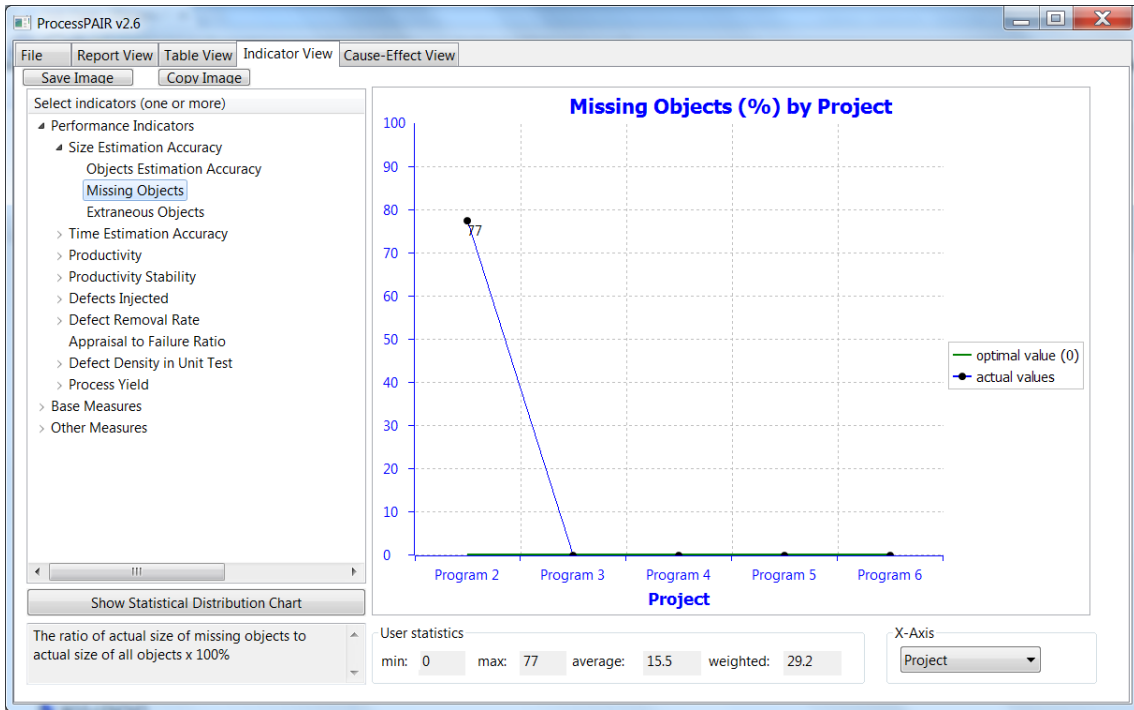 ProcessPAIR v2.6
File Report View Table View Indicator View Cause-Effect View
Save Image Copy Image
Select indicators (one or more)
Performance Indicators
Size Estimation Accuracy
Objects Estimation Accuracy
Missing Objects
Extraneous Objects
Time Estimation Accuracy
Productivity
Productivity Stability
Defects Injected
Defect Removal Rate
Appraisal to Failure Ratio
Defect Density in Unit Test
Process Yield
Base Measures
Other Measures
Show Statistical Distribution Chart
The ratio of actual size of missing objects to
actual size of all objects x 100%
Missing Objects (%) by Project
100
90
80
77
70
60
50
40
30
20
10
0
Program 2 Program 3 Program 4 Program 5 Program 6
Project
optimal value (0)
actual values
User statistics
min: 0 max: 77 average: 15.5 weighted: 29.2
X-Axis
Project